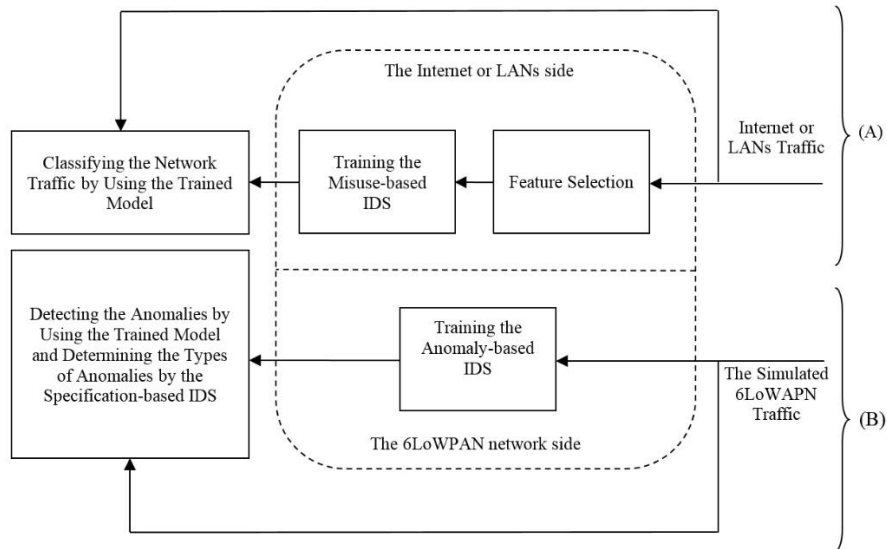 The Internet or LANs side
Internet or
LANs Traffic
(A)
Classifying the Network
Traffic by Using the Trained
Model
Training the
Misuse-based
IDS
Feature Selection
Detecting the Anomalies by
Using the Trained Model
and Determining the Types
of Anomalies by the
Specification-based IDS
Training the
Anomaly-based
IDS
The Simulated
6LoWAPN
Traffic
(B)
The 6LoWPAN network side